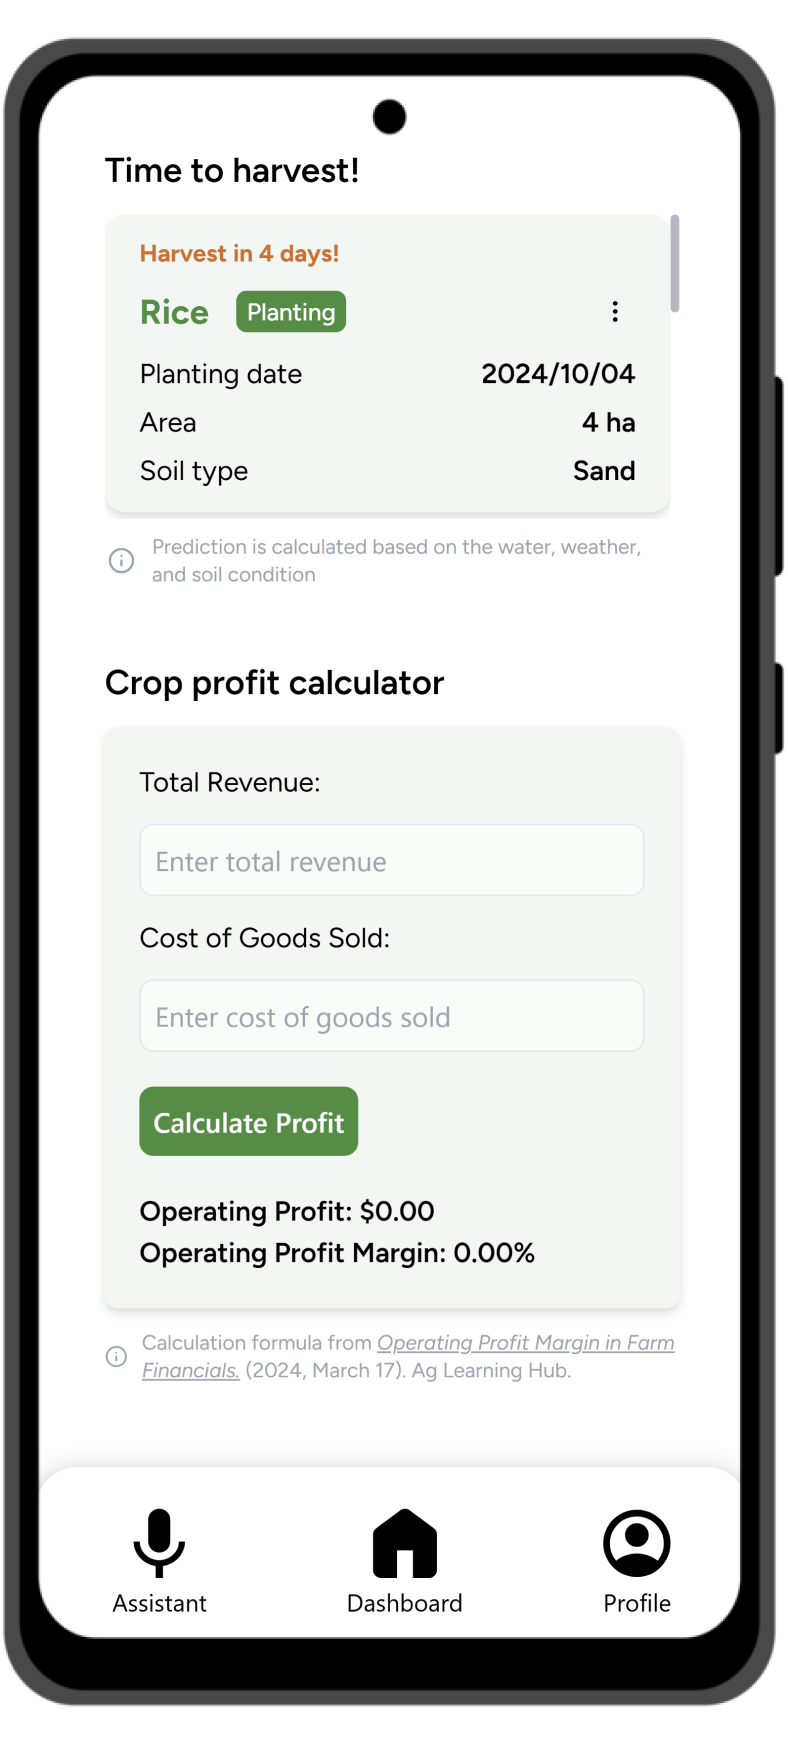 Time to harvest!
Harvest in 4 days!
Rice Planting
Planting date 2024/10/04
Area 4 ha
Soil type Sand
Prediction is calculated based on the water, weather,
and soil condition
Crop profit calculator
Total Revenue:
Enter total revenue
Cost of Goods Sold:
Enter cost of goods sold
Calculate Profit
Operating Profit: $0.00
Operating Profit Margin: 0.00%
Calculation formula from Operating Profit Margin in Farm
Financials. (2024, March 17). Ag Learning Hub.
Assistant Dashboard Profile